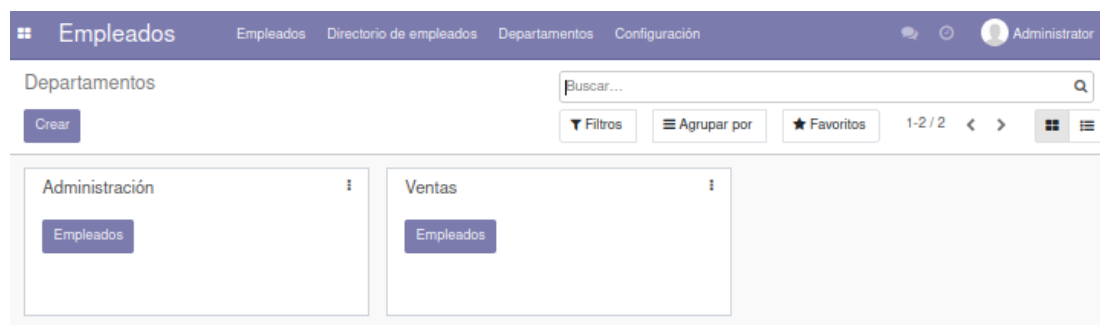 Empleados Empleados Directorio de empleados Departamentos Configuración Administrator
Departamentos Buscar...
Crear Filtros Agrupar por Favoritos 1-2 / 2
Administración Ventas
Empleados Empleados